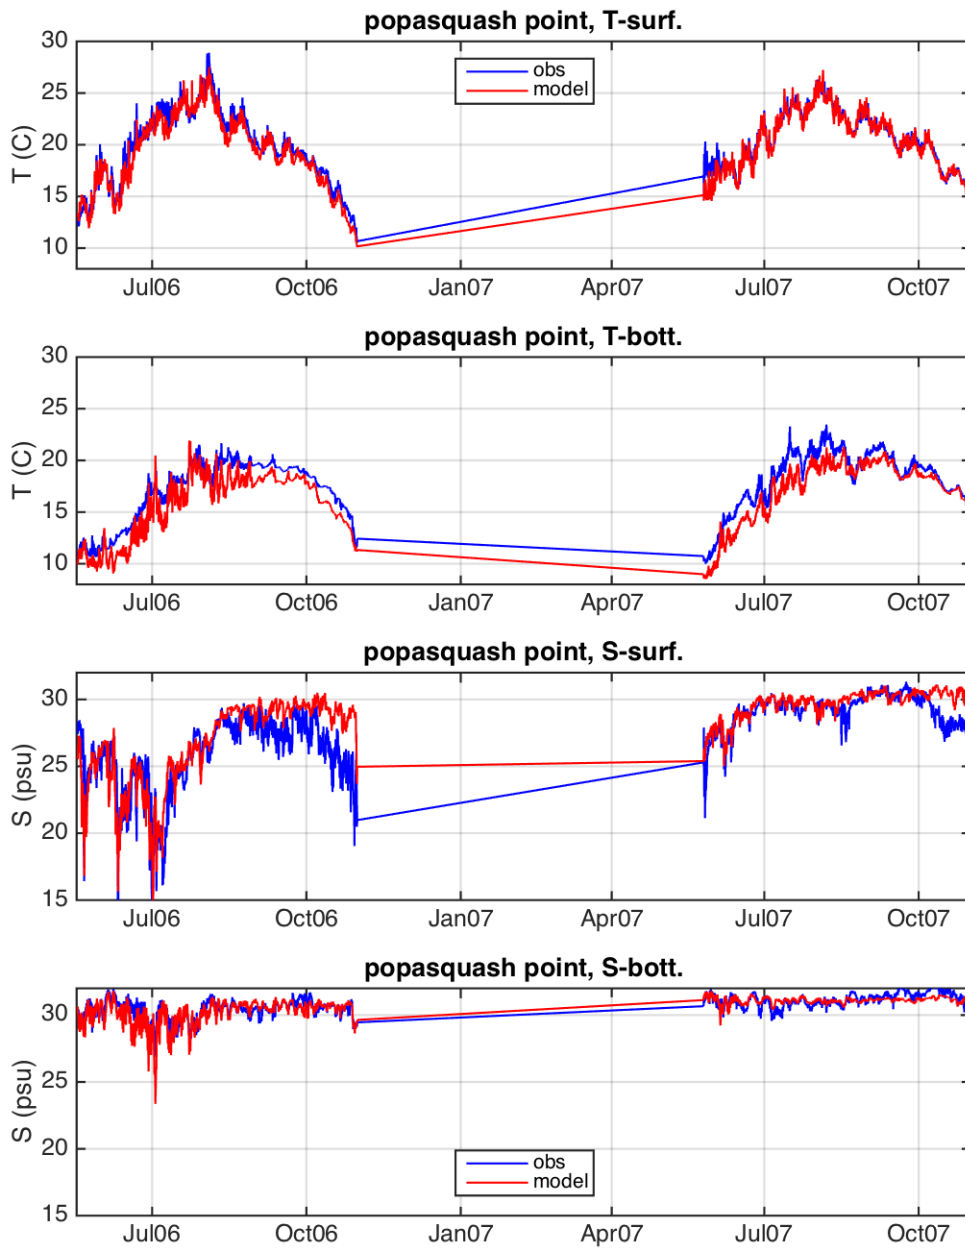 popasquash point, T-surf.
30
25
20
15
10
T (C)
obs
model
Jul06 Oct06 Jan07 Apr07 Jul07 Oct07
popasquash point, T-bott.
30
25
20
15
10
T (C)
Jul06 Oct06 Jan07 Apr07 Jul07 Oct07
popasquash point, S-surf.
30
25
20
15
S (psu)
Jul06 Oct06 Jan07 Apr07 Jul07 Oct07
popasquash point, S-bott.
30
25
20
15
S (psu)
obs
model
Jul06 Oct06 Jan07 Apr07 Jul07 Oct07